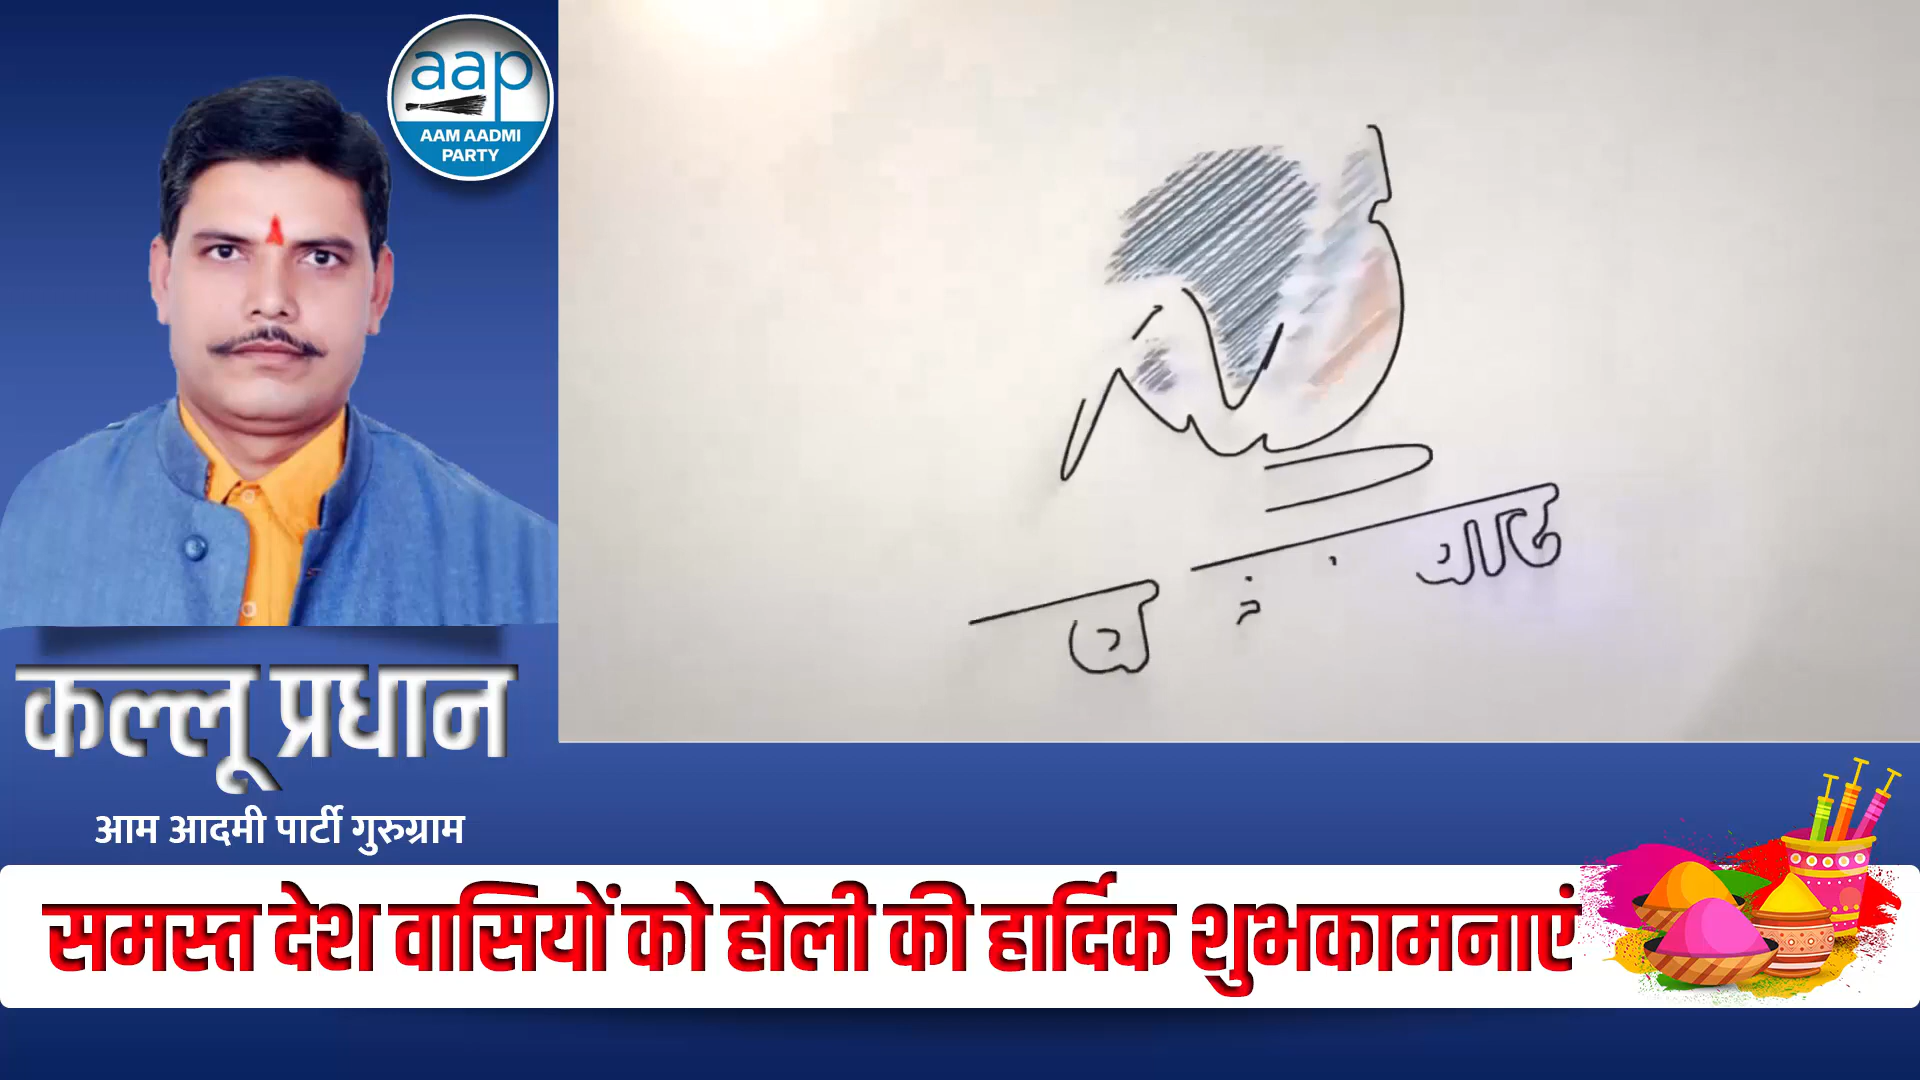 aap
AAM AADMI
PARTY
कल्लू प्रधान
आम आदमी पार्टी गुरुग्राम
समस्त देश वासियों को होली की हार्दिक शुभकामनाएं